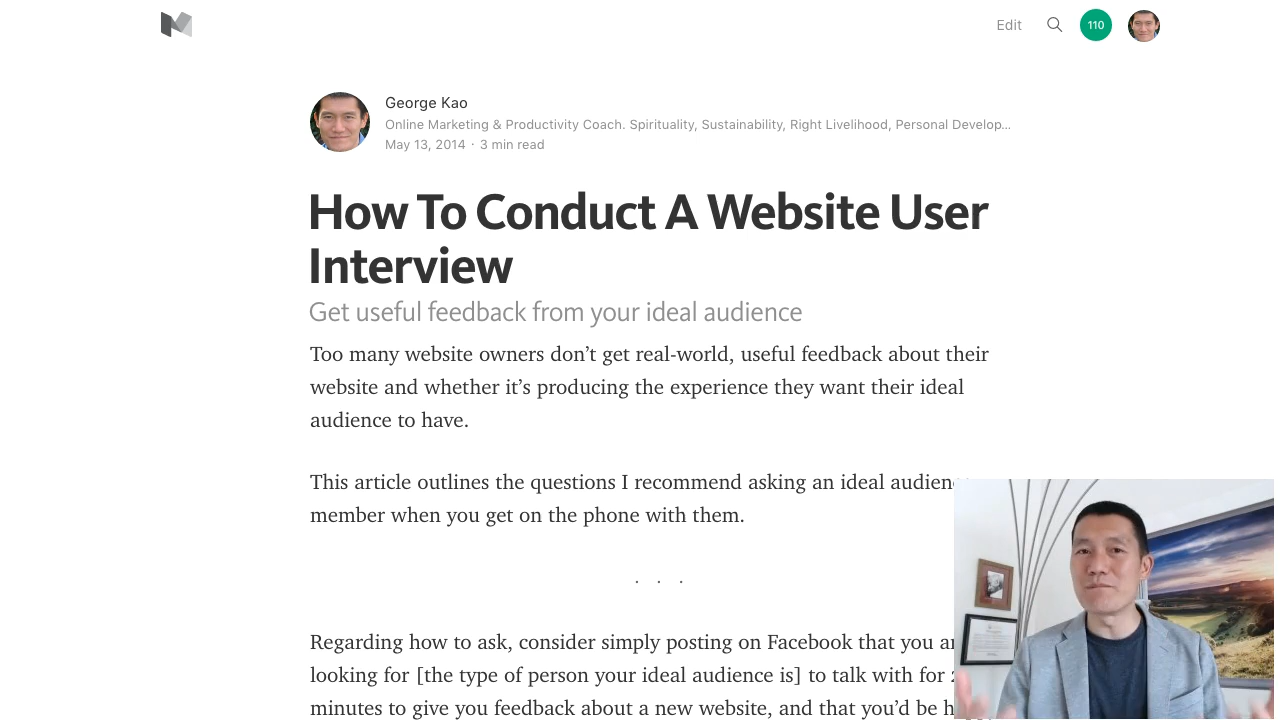 Edit
110
George Kao
Online Marketing & Productivity Coach. Spirituality, Sustainability, Right Livelihood, Personal Develop...
May 13, 2014 · 3 min read
How To Conduct A Website User
Interview
Get useful feedback from your ideal audience
Too many website owners don’t get real-world, useful feedback about their
website and whether it’s producing the experience they want their ideal
audience to have.
This article outlines the questions I recommend asking an ideal
member when you get on the phone with them.
. . .
Regarding how to ask, consider simply posting on Facebook that you
looking for [the type of person your ideal audience is] to talk with for
minutes to give you feedback about a new website, and that you’d be